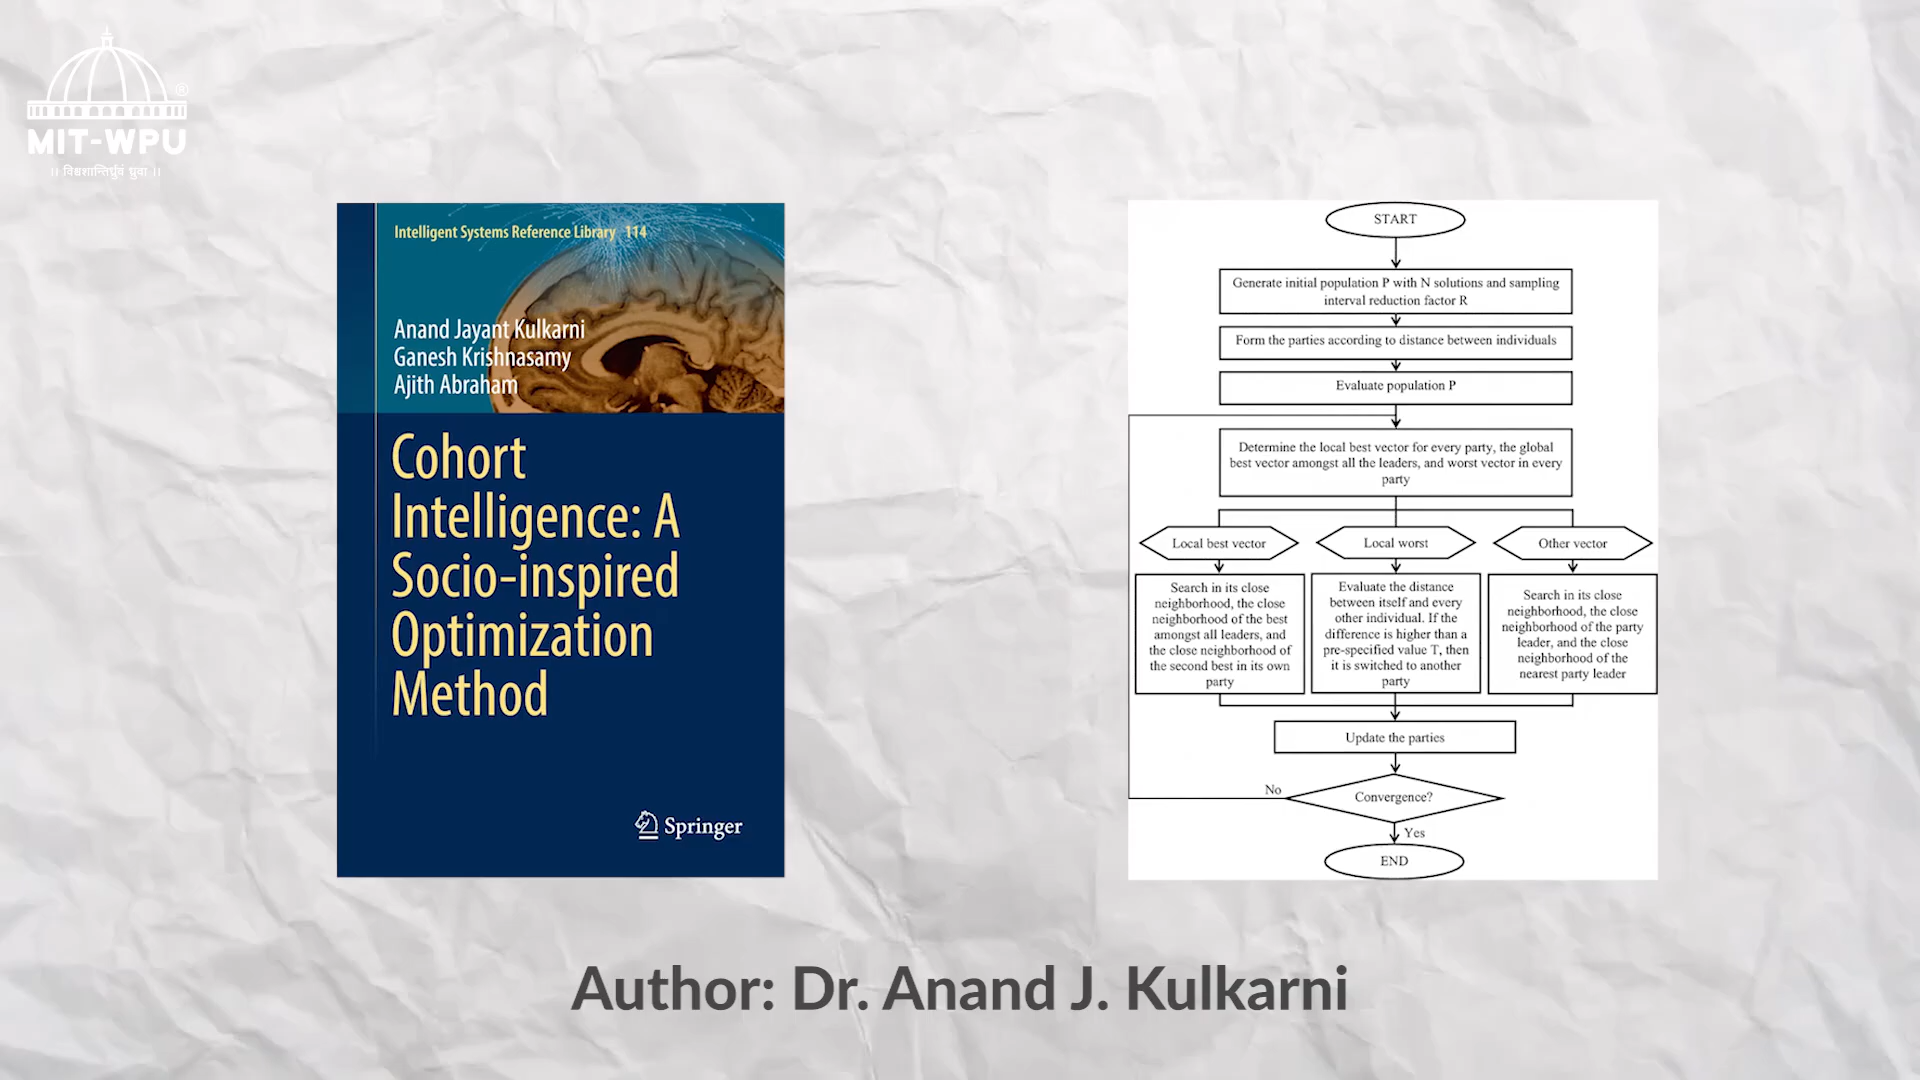 ®
MIT-WPU
।। विश्वशान्तिर्ध्रुवं ध्रुवा ।।
Intelligent Systems Reference Library 114
Anand Jayant Kulkarni
Ganesh Krishnasamy
Ajith Abraham
Cohort
Intelligence: A
Socio-inspired
Optimization
Method
Springer
START
Generate initial population P with N solutions and sampling
interval reduction factor R
Form the parties according to distance between individuals
Evaluate population P
Determine the local best vector for every party, the global
best vector amongst all the leaders, and worst vector in every
party
Local best vector
Local worst
Other vector
Search in its close
neighborhood, the close
neighborhood of the best
amongst all leaders, and
the close neighborhood of
the second best in its own
party
Evaluate the distance
between itself and every
other individual. If the
difference is higher than a
pre-specified value T, then
it is switched to another
party
Search in its close
neighborhood, the close
neighborhood of the party
leader, and the close
neighborhood of the
nearest party leader
Update the parties
No
Convergence?
Yes
END
Author: Dr. Anand J. Kulkarni